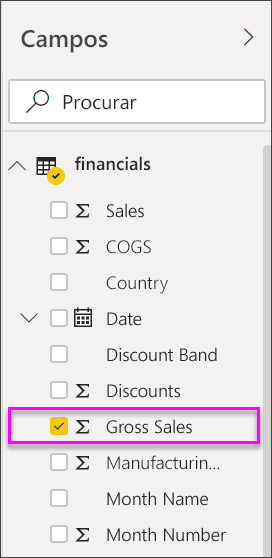 Campos
Procurar
financials
Sales
COGS
Country
Date
Discount Band
Discounts
Gross Sales
Manufacturin...
Month Name
Month Number